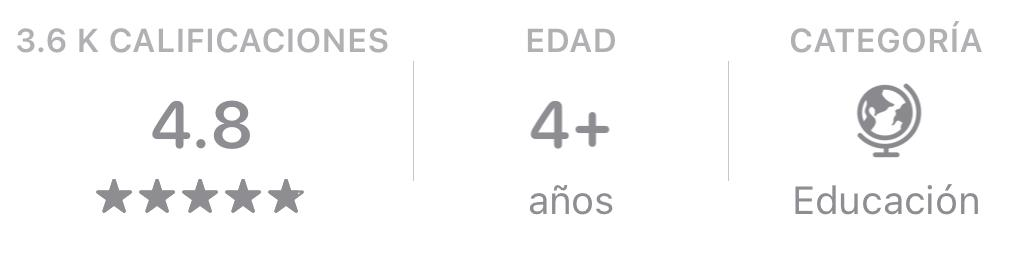 3.6 K CALIFICACIONES
4.8
EDAD
4+
años
CATEGORÍA
Educación